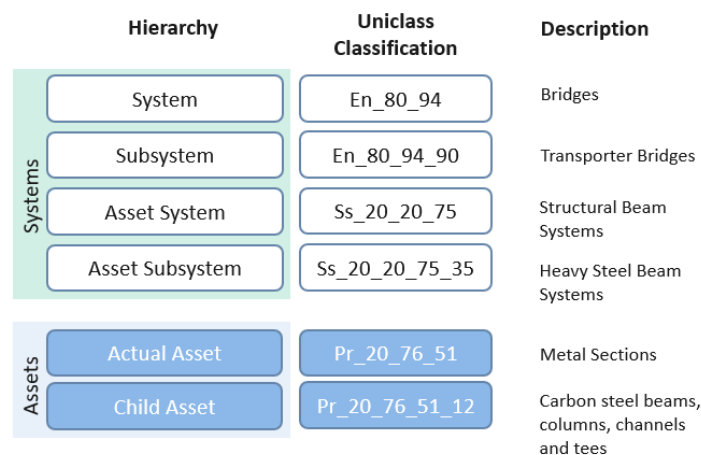 Hierarchy
Uniclass
Classification
Description
Systems
System
En_80_94
Bridges
Subsystem
En_80_94_90
Transporter Bridges
Asset System
Ss_20_20_75
Structural Beam
Systems
Asset Subsystem
Ss_20_20_75_35
Heavy Steel Beam
Systems
Assets
Actual Asset
Pr_20_76_51
Metal Sections
Child Asset
Pr_20_76_51_12
Carbon steel beams,
columns, channels
and tees